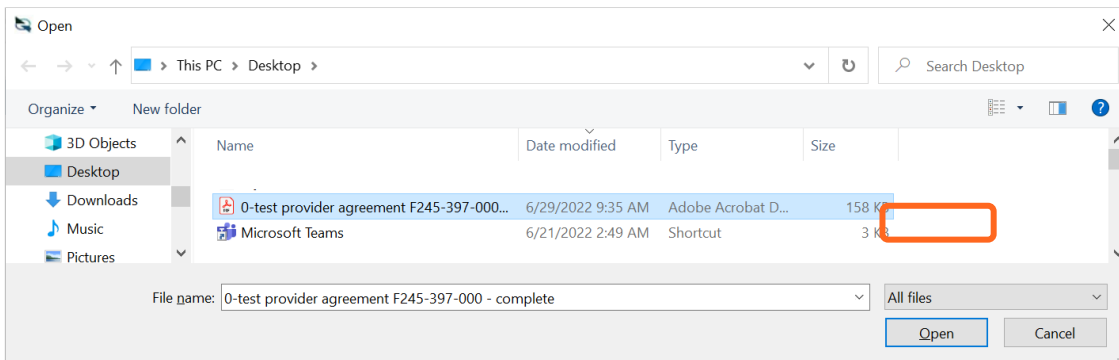 Open
This PC > Desktop >
Search Desktop
Organize
New folder
3D Objects
Desktop
Downloads
Music
Pictures
Name Date modified Type Size
0-test provider agreement F245-397-000... 6/29/2022 9:35 AM Adobe Acrobat D... 158 KB
Microsoft Teams 6/21/2022 2:49 AM Shortcut 3 KB
File name: 0-test provider agreement F245-397-000 - complete
All files
Open Cancel